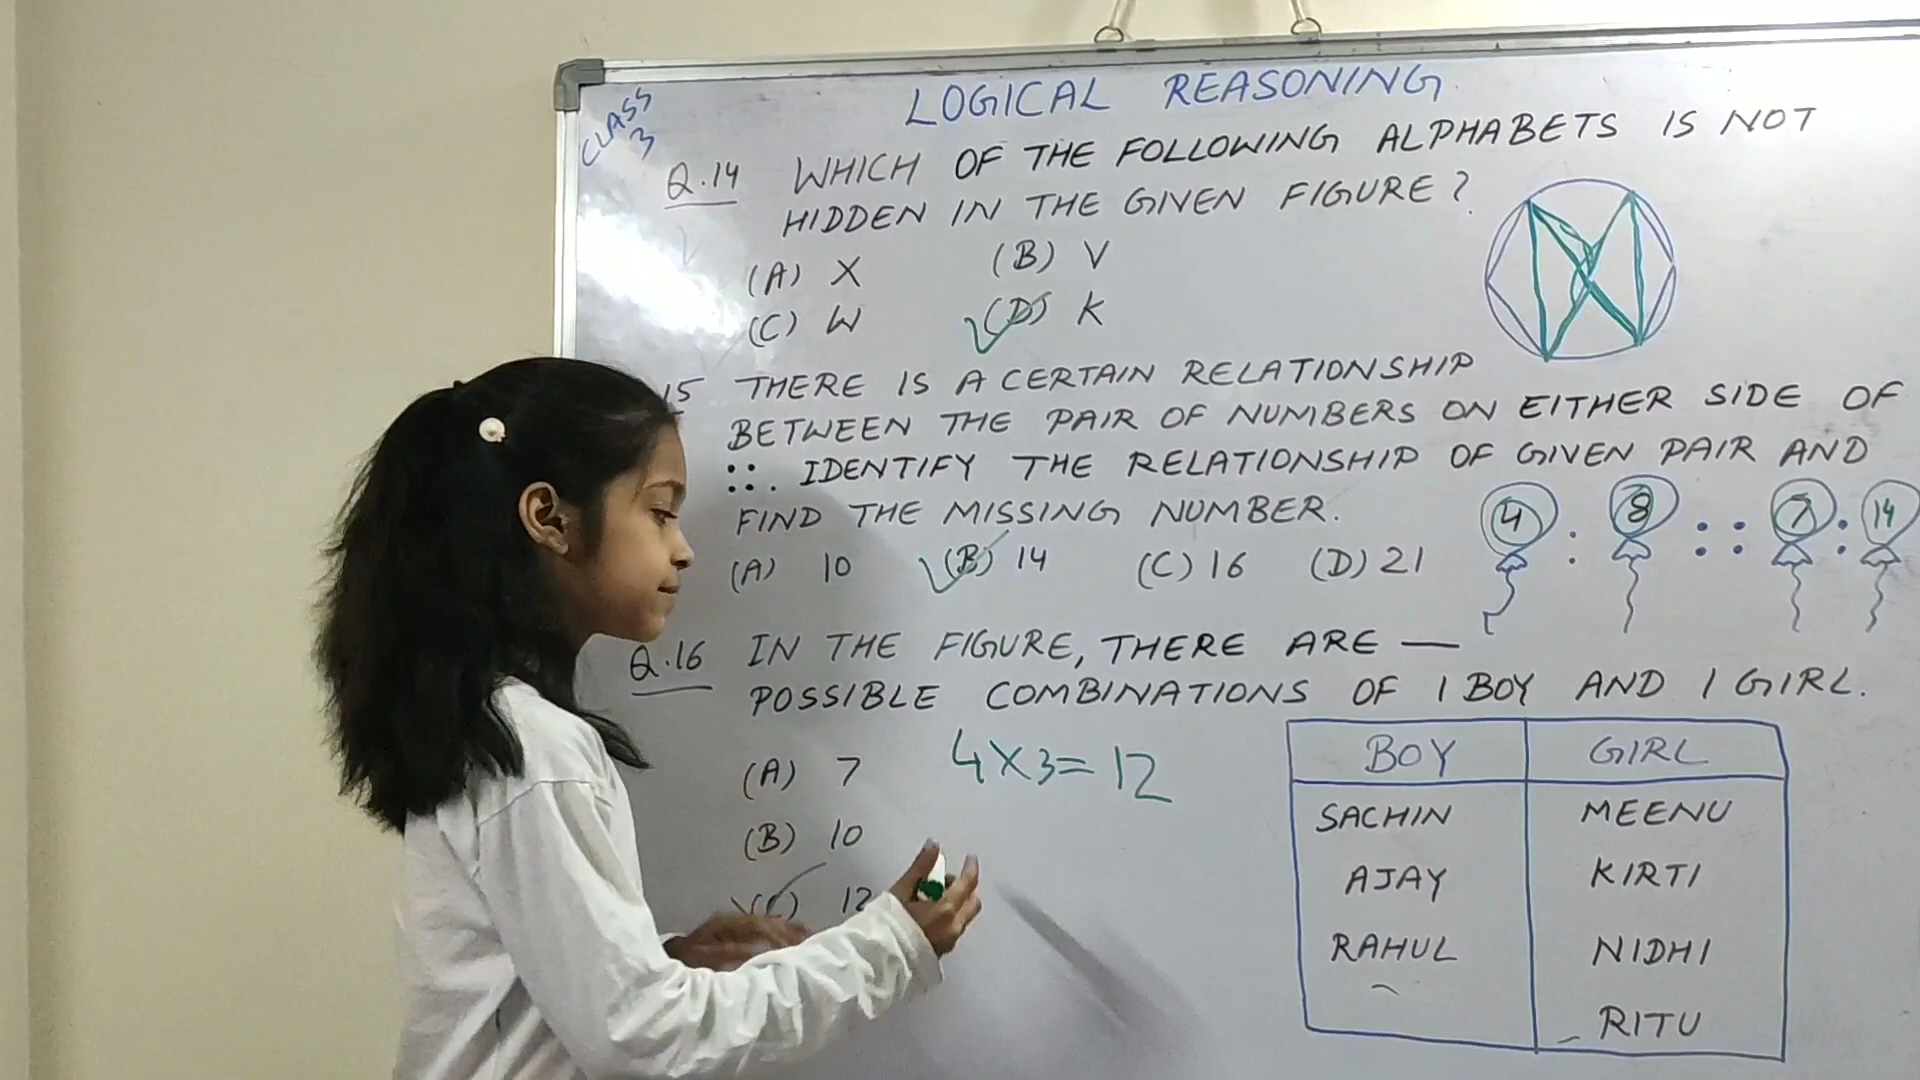 CLASS
3
LOGICAL REASONING
Q.14 WHICH OF THE FOLLOWING ALPHABETS IS NOT
HIDDEN IN THE GIVEN FIGURE?
(A) X (B) V
(C) W (D) K
15 THERE IS A CERTAIN RELATIONSHIP
BETWEEN THE PAIR OF NUMBERS ON EITHER SIDE OF
::. IDENTIFY THE RELATIONSHIP OF GIVEN PAIR AND
FIND THE MISSING NUMBER.
4 : 8 :: 7 : 14
(A) 10 (B) 14 (C) 16 (D) 21
Q.16 IN THE FIGURE, THERE ARE —
POSSIBLE COMBINATIONS OF 1 BOY AND 1 GIRL.
(A) 7 4X3=12
(B) 10
(C) 12
BOY GIRL
SACHIN MEENU
AJAY KIRTI
RAHUL NIDHI
RITU